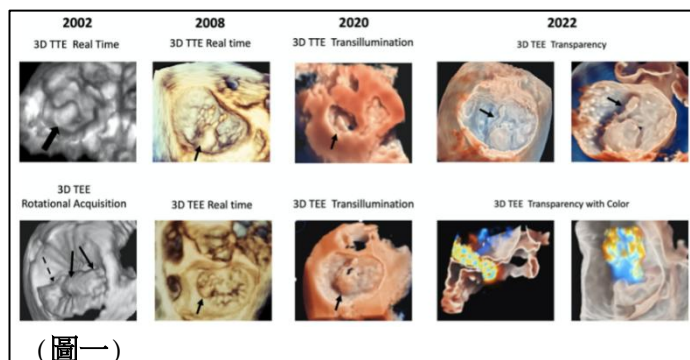 2002
2008
2020
2022
3D TTE Real Time
3D TTE Real time
3D TTE Transillumination
3D TEE Transparency
3D TEE
Rotational Acquisition
3D TEE Real time
3D TEE Transillumination
3D TEE Transparency with Color
(圖一)